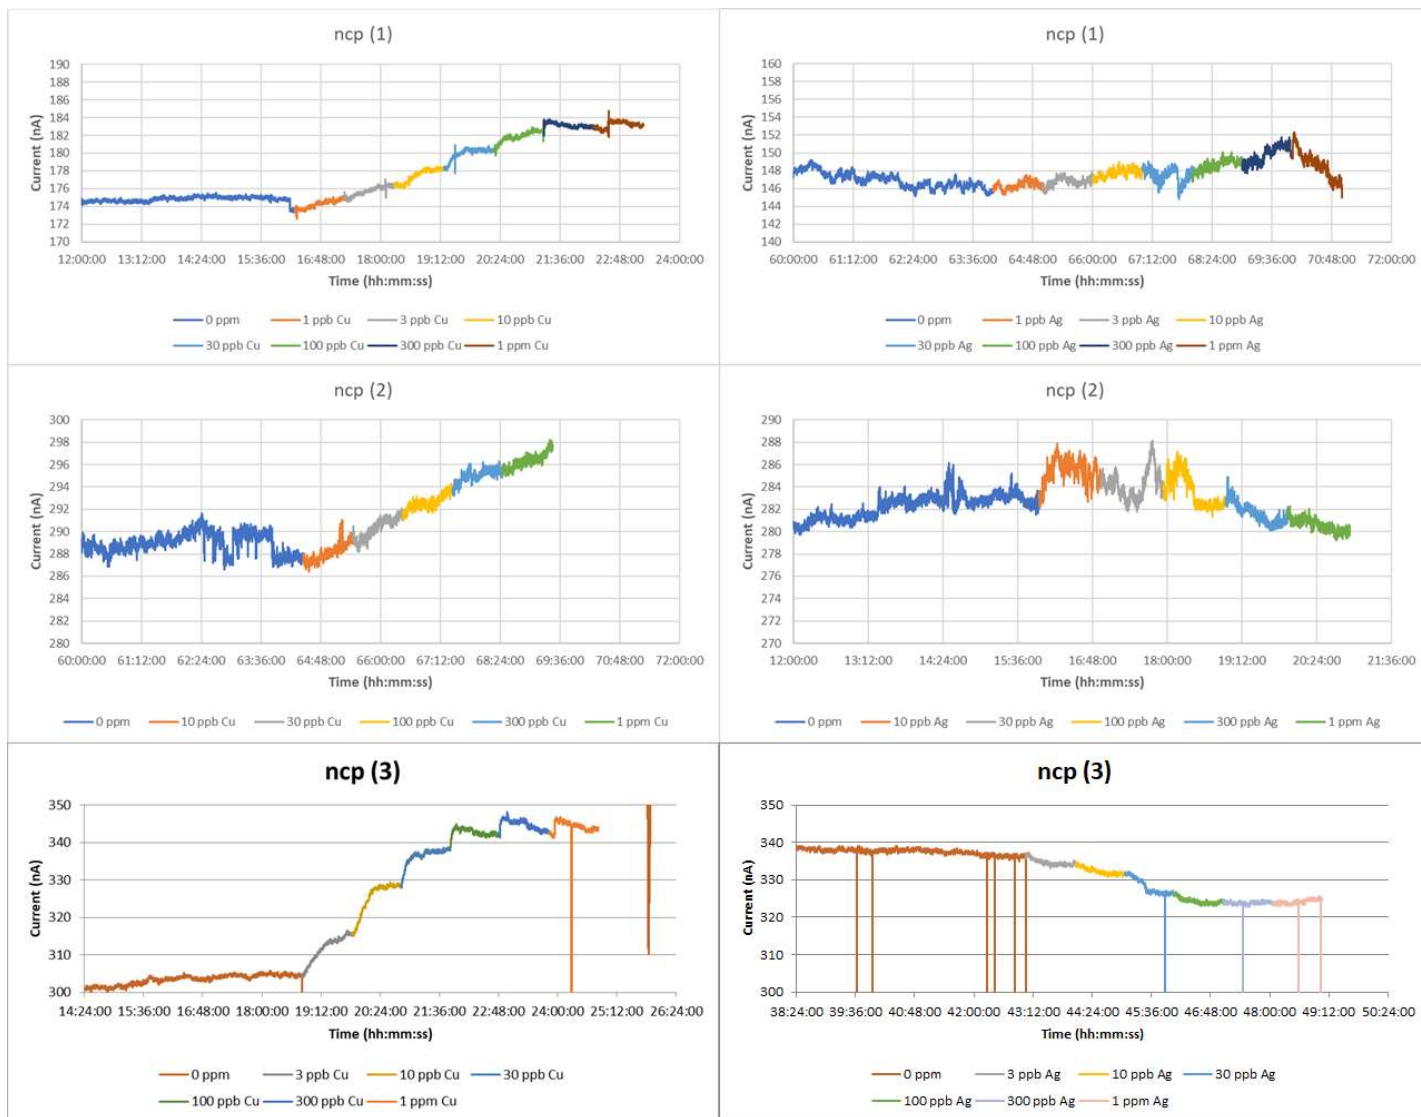 ncp (1)
190
188
186
184
182
180
178
176
174
172
170
Current (nA)
12:00:00 13:12:00 14:24:00 15:36:00 16:48:00 18:00:00 19:12:00 20:24:00 21:36:00 22:48:00 24:00:00
Time (hh:mm:ss)
0 ppm 1 ppb Cu 3 ppb Cu 10 ppb Cu
30 ppb Cu 100 ppb Cu 300 ppb Cu 1 ppm Cu
ncp (1)
160
158
156
154
152
150
148
146
144
142
140
Current (nA)
60:00:00 61:12:00 62:24:00 63:36:00 64:48:00 66:00:00 67:12:00 68:24:00 69:36:00 70:48:00 72:00:00
Time (hh:mm:ss)
0 ppm 1 ppb Ag 3 ppb Ag 10 ppb Ag
30 ppb Ag 100 ppb Ag 300 ppb Ag 1 ppm Ag
ncp (2)
300
298
296
294
292
290
288
286
284
282
280
Current (nA)
60:00:00 61:12:00 62:24:00 63:36:00 64:48:00 66:00:00 67:12:00 68:24:00 69:36:00 70:48:00 72:00:00
Time (hh:mm:ss)
0 ppm 10 ppb Cu 30 ppb Cu 100 ppb Cu 300 ppb Cu 1 ppm Cu
ncp (2)
290
288
286
284
282
280
278
276
274
272
270
Current (nA)
12:00:00 13:12:00 14:24:00 15:36:00 16:48:00 18:00:00 19:12:00 20:24:00 21:36:00
Time (hh:mm:ss)
0 ppm 10 ppb Ag 30 ppb Ag 100 ppb Ag 300 ppb Ag 1 ppm Ag
ncp (3)
350
340
330
320
310
300
Current (nA)
14:24:00 15:36:00 16:48:00 18:00:00 19:12:00 20:24:00 21:36:00 22:48:00 24:00:00 25:12:00 26:24:00
Time (hh:mm:ss)
0 ppm 3 ppb Cu 10 ppb Cu 30 ppb Cu
100 ppb Cu 300 ppb Cu 1 ppm Cu
ncp (3)
350
340
330
320
310
300
Current (nA)
38:24:00 39:36:00 40:48:00 42:00:00 43:12:00 44:24:00 45:36:00 46:48:00 48:00:00 49:12:00 50:24:00
Time (hh:mm:ss)
0 ppm 3 ppb Ag 10 ppb Ag 30 ppb Ag
100 ppb Ag 300 ppb Ag 1 ppm Ag